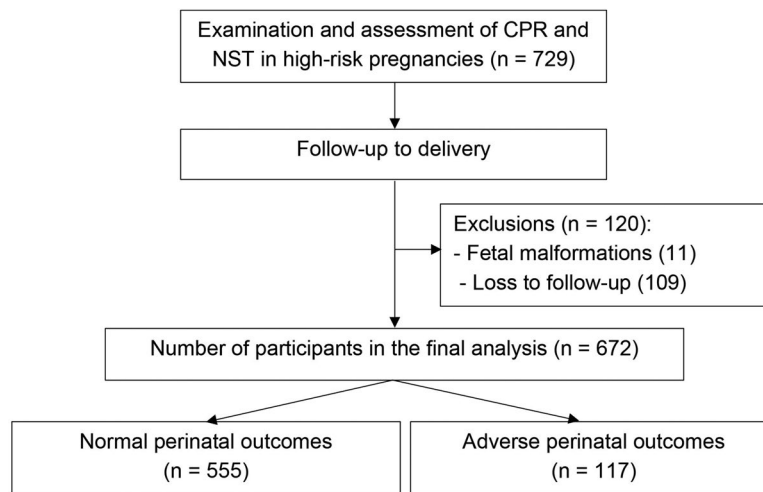 Examination and assessment of CPR and
NST in high-risk pregnancies (n = 729)
Follow-up to delivery
Exclusions (n = 120):
- Fetal malformations (11)
- Loss to follow-up (109)
Number of participants in the final analysis (n = 672)
Normal perinatal outcomes
(n = 555)
Adverse perinatal outcomes
(n = 117)